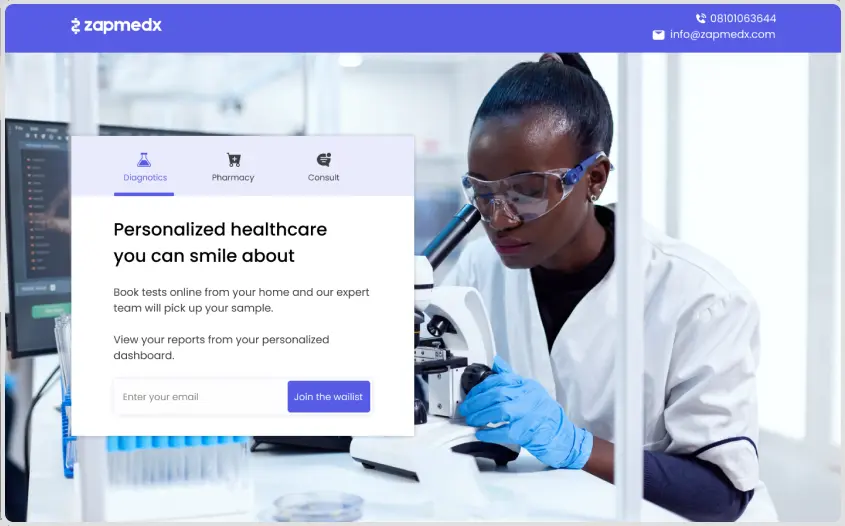 zapmedx
08101063644
info@zapmedx.com
Diagnotics
Pharmacy
Consult
Personalized healthcare
you can smile about
Book tests online from your home and our expert
team will pick up your sample.
View your reports from your personalized
dashboard.
Enter your email
Join the wailist